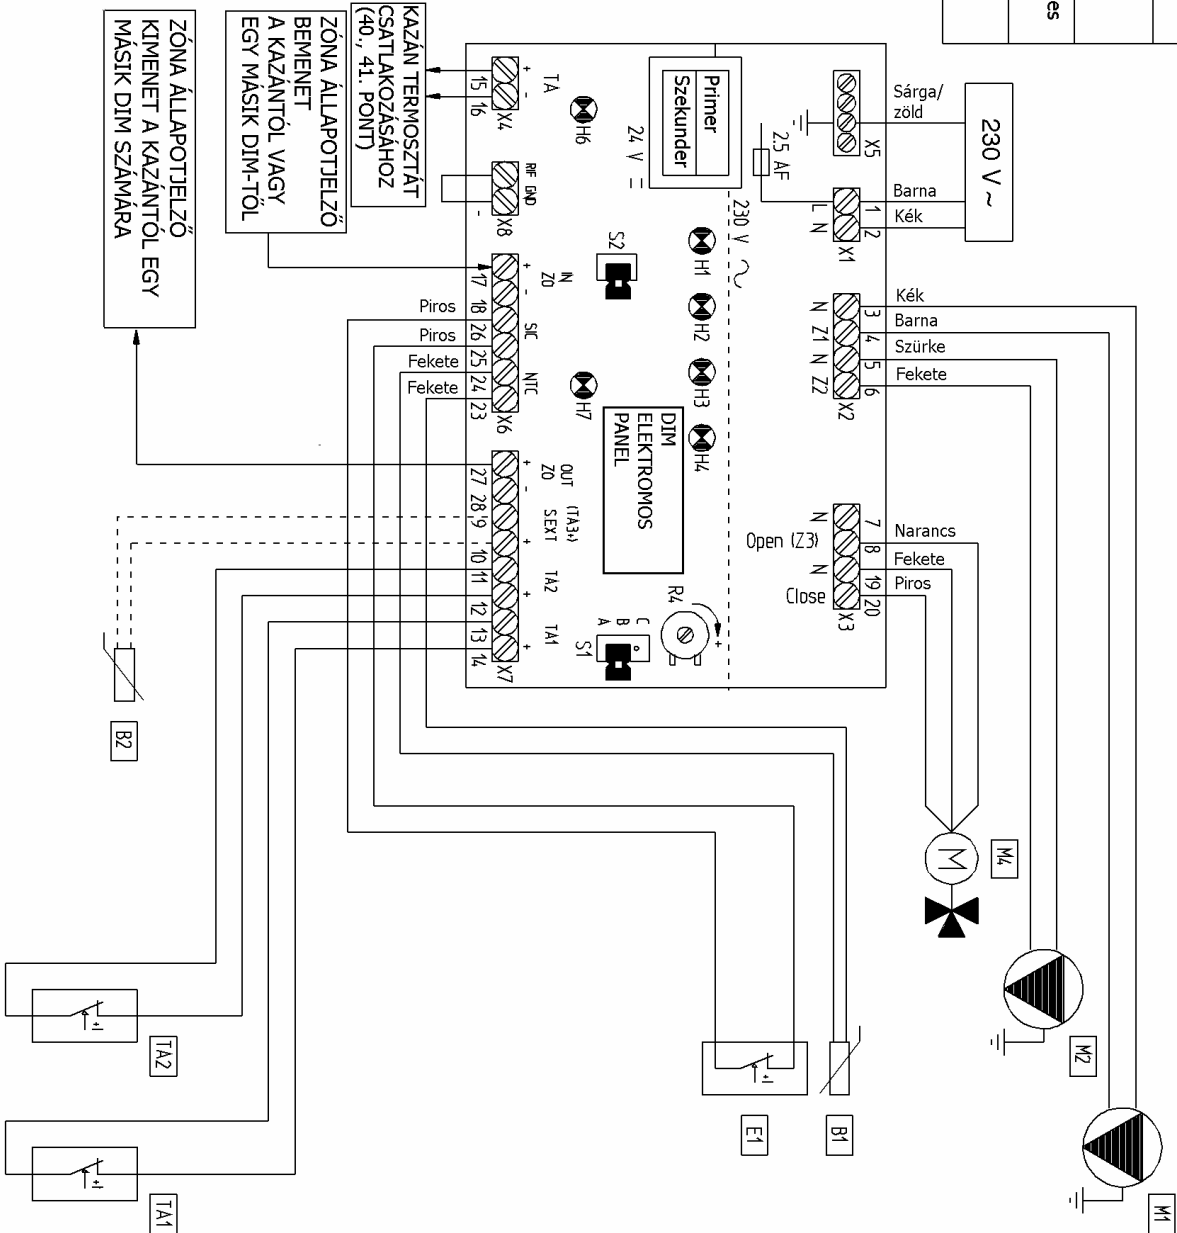 es
KAZÁN TERMOSZTÁT
CSATLAKOZÁSÁHOZ
(40., 41. PONT)
ZÓNA ÁLLAPOTJELZŐ
BEMENET
A KAZÁNTÓL VAGY
EGY MÁSIK DIM-TŐL
ZÓNA ÁLLAPOTJELZŐ
KIMENET A KAZÁNTÓL EGY
MÁSIK DIM SZÁMÁRA
230 V ~
Sárga/
zöld
Barna
Kék
X5
1
2
L
N
X1
2.5 AF
Primer
Szekunder
24 V
230 V
TA
+
-
15
16
X4
H6
RIF GND
-
X8
S2
H1
H2
H3
H4
H7
IN
Z0
+
-
SIC
NTC
17
18
26
25
24
23
X6
Piros
Piros
Fekete
Fekete
Kék
Barna
Szürke
Fekete
3
4
5
6
N
Z1
N
Z2
X2
DIM
ELEKTROMOS
PANEL
OUT
Z0
+
-
(TA3+)
SEXT
+
TA2
+
TA1
+
27
28
9
10
11
12
13
14
X7
N
Open (Z3)
N
Close
7
8
19
20
X3
Narancs
Fekete
Piros
R4
+
A
B
C
S1
B2
M
M4
M2
M1
TA2
TA1
E1
B1